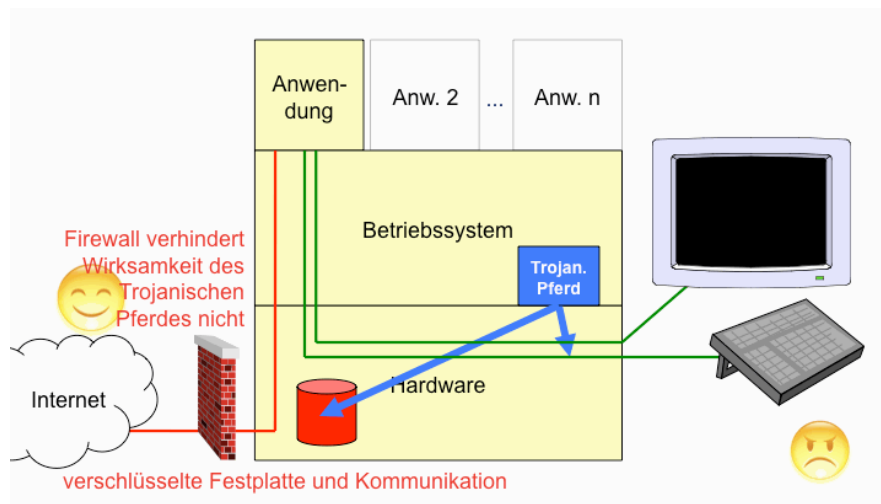 Anwen-
dung
Anw. 2
...
Anw. n
Betriebssystem
Firewall verhindert
Wirksamkeit des
Trojanischen
Pferdes nicht
Trojan.
Pferd
Hardware
Internet
verschlüsselte Festplatte und Kommunikation